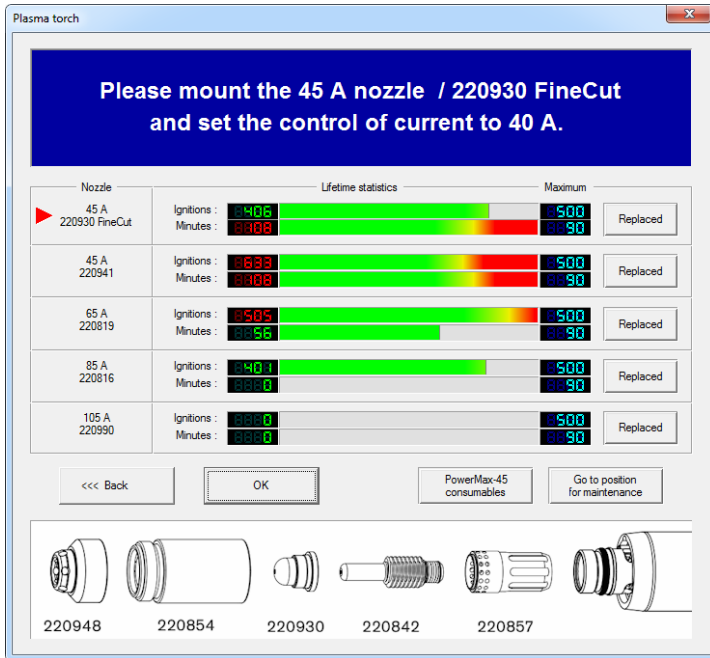 Plasma torch
Please mount the 45 A nozzle / 220930 FineCut
and set the control of current to 40 A.
Nozzle Lifetime statistics Maximum
45 A
220930 FineCut
Ignitions : 406 500
Minutes : 108 90
Replaced
45 A
220941
Ignitions : 633 500
Minutes : 108 90
Replaced
65 A
220819
Ignitions : 505 500
Minutes : 56 90
Replaced
85 A
220816
Ignitions : 401 500
Minutes : 0 90
Replaced
105 A
220990
Ignitions : 0 500
Minutes : 0 90
Replaced
<<< Back
OK
PowerMax-45
consumables
Go to position
for maintenance
220948 220854 220930 220842 220857